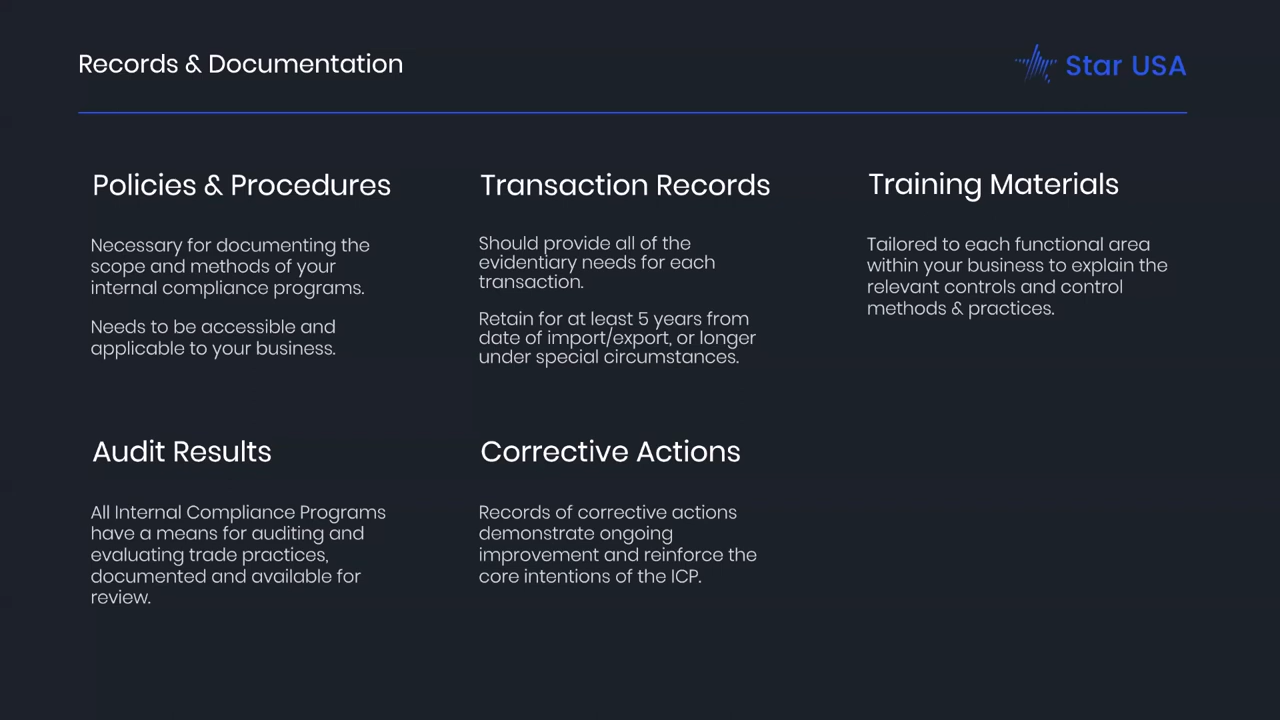 Records & Documentation
Star USA
Policies & Procedures
Necessary for documenting the
scope and methods of your
internal compliance programs.
Needs to be accessible and
applicable to your business.
Transaction Records
Should provide all of the
evidentiary needs for each
transaction.
Retain for at least 5 years from
date of import/export, or longer
under special circumstances.
Training Materials
Tailored to each functional area
within your business to explain the
relevant controls and control
methods & practices.
Audit Results
All Internal Compliance Programs
have a means for auditing and
evaluating trade practices,
documented and available for
review.
Corrective Actions
Records of corrective actions
demonstrate ongoing
improvement and reinforce the
core intentions of the ICP.